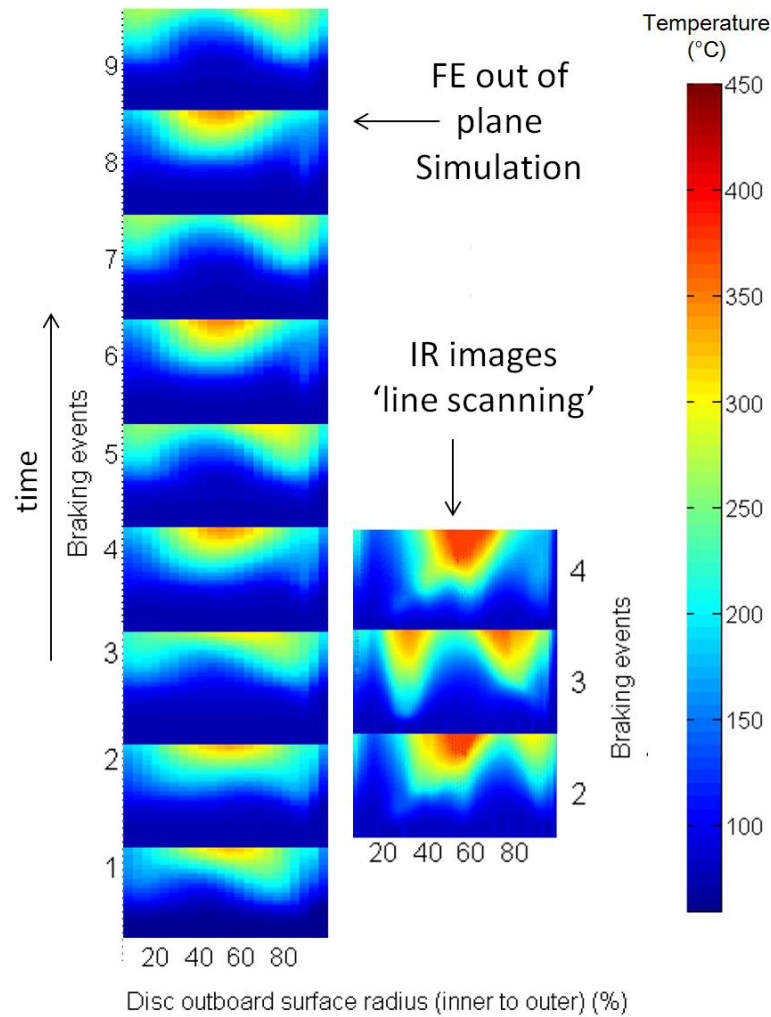 Temperature
(°C)
FE out of
plane
Simulation
IR images
‘line scanning’
time
Braking events
9
8
7
6
5
4
3
2
1
20 40 60 80
4
3
2
Braking events
20 40 60 80
450
400
350
300
250
200
150
100
Disc outboard surface radius (inner to outer) (%)